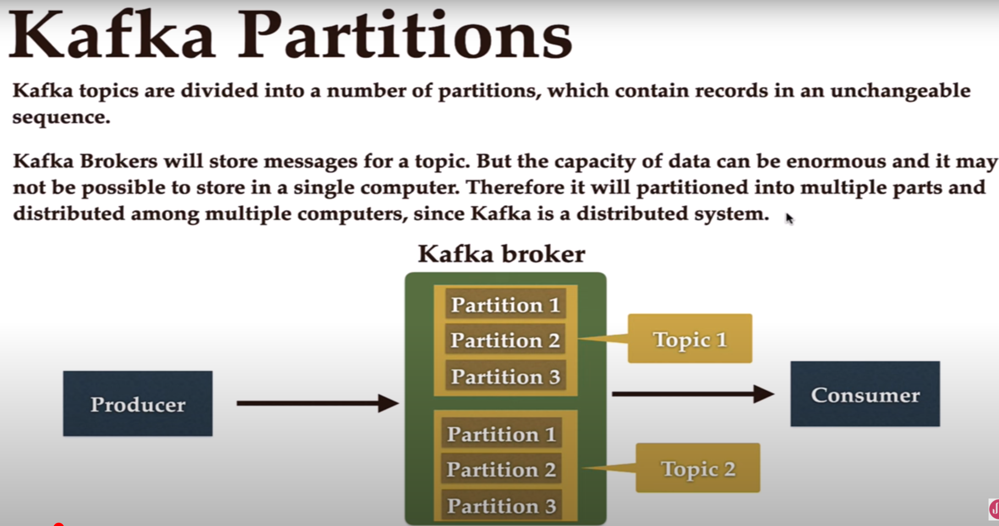 Kafka Partitions
Kafka topics are divided into a number of partitions, which contain records in an unchangeable
sequence.
Kafka Brokers will store messages for a topic. But the capacity of data can be enormous and it may
not be possible to store in a single computer. Therefore it will partitioned into multiple parts and
distributed among multiple computers, since Kafka is a distributed system.
Kafka broker
Partition 1
Partition 2
Partition 3
Topic 1
Producer
Consumer
Partition 1
Partition 2
Partition 3
Topic 2